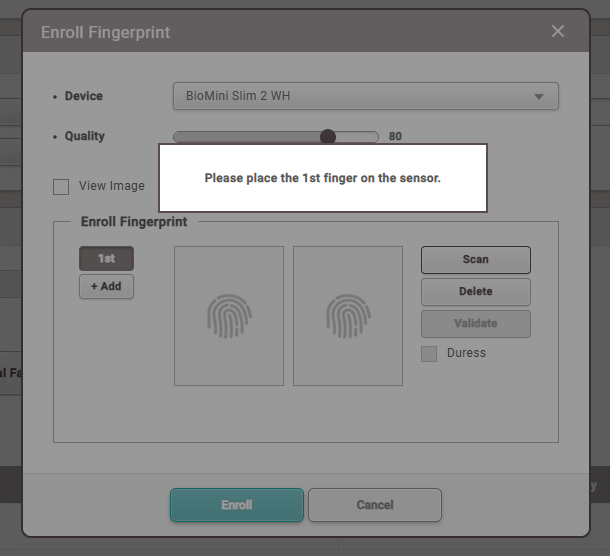 Enroll Fingerprint
• Device
BioMini Slim 2 WH
• Quality
80
Please place the 1st finger on the sensor.
View Image
Enroll Fingerprint
1st
+ Add
Scan
Delete
Validate
Duress
al Fa
y
Enroll
Cancel